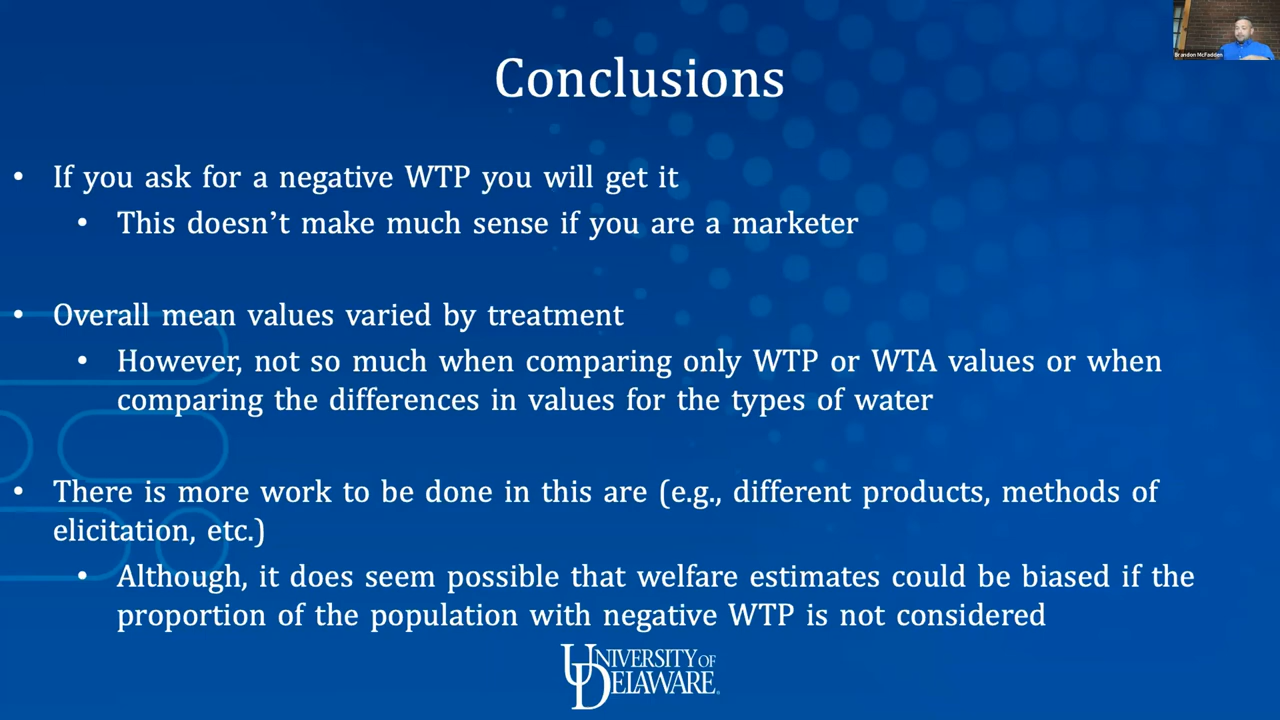 Brandon McFadden
Conclusions
• If you ask for a negative WTP you will get it
• This doesn’t make much sense if you are a marketer
• Overall mean values varied by treatment
• However, not so much when comparing only WTP or WTA values or when
comparing the differences in values for the types of water
• There is more work to be done in this are (e.g., different products, methods of
elicitation, etc.)
• Although, it does seem possible that welfare estimates could be biased if the
proportion of the population with negative WTP is not considered
UNIVERSITY OF
DELAWARE.